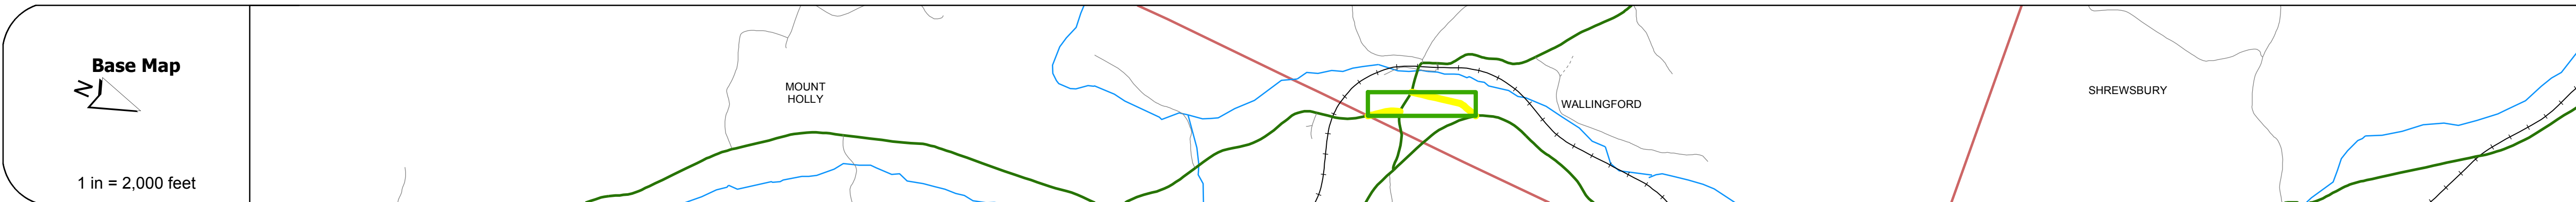 Base Map
N
1 in = 2,000 feet
MOUNT
HOLLY
WALLINGFORD
SHREWSBURY